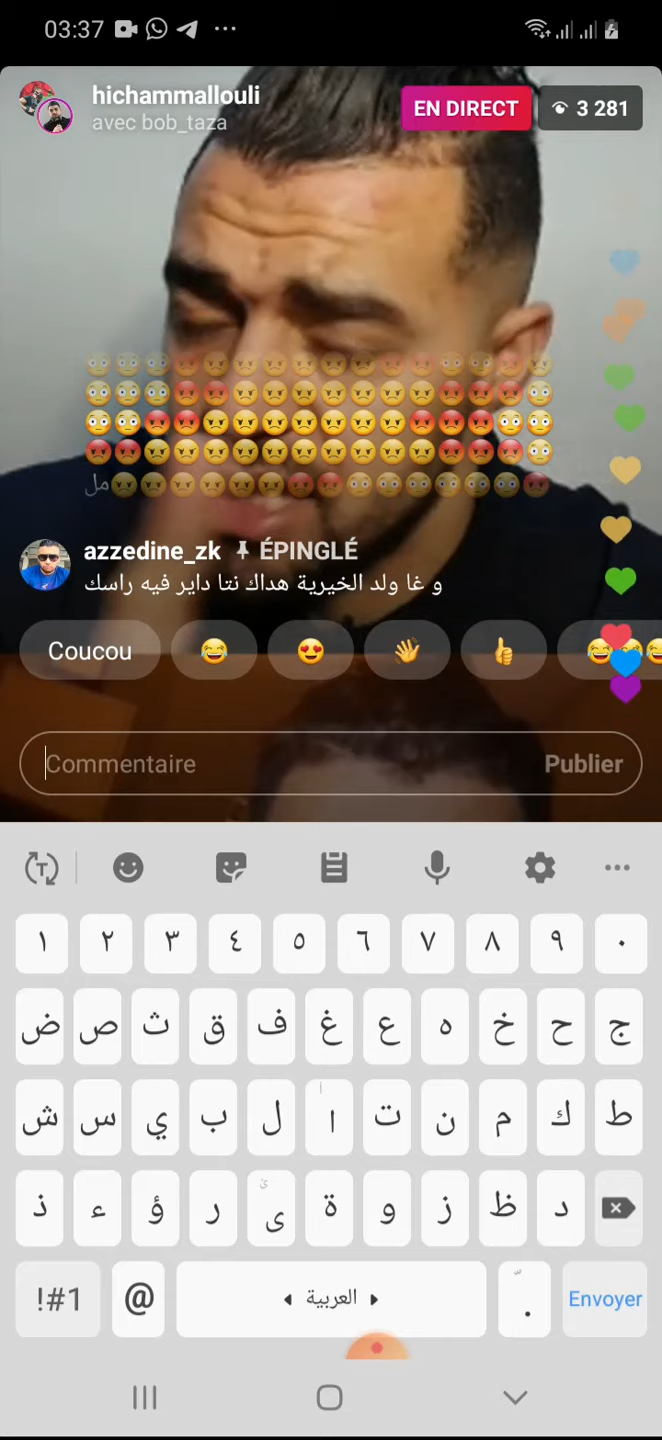 03:37
hichammallouli
avec bob_taza
EN DIRECT
3 281
😳😳😳😡😡😠😠😠😠😠😠😠😡😡😡😳
😳😳😡😡😠😠😠😠😠😠😠😡😡😡😳😳
😡😡😠😠😠😠😠😠😠😠😠😠😡😡😡😳
مل
azzedine_zk 📌 ÉPINGLÉ
و غا ولد الخيرية هداك نتا داير فيه راسك
Coucou 😂 😍 👋 👍
Commentaire Publier
١ ٢ ٣ ٤ ٥ ٦ ٧ ٨ ٩ ٠
ض ص ث ق ف غ ع ه خ ح ج
ش س ي ب ل ا ت ن م ك ط
ذ ء ؤ ر ى ة و ز ظ د
!#1 @ العربية . Envoyer